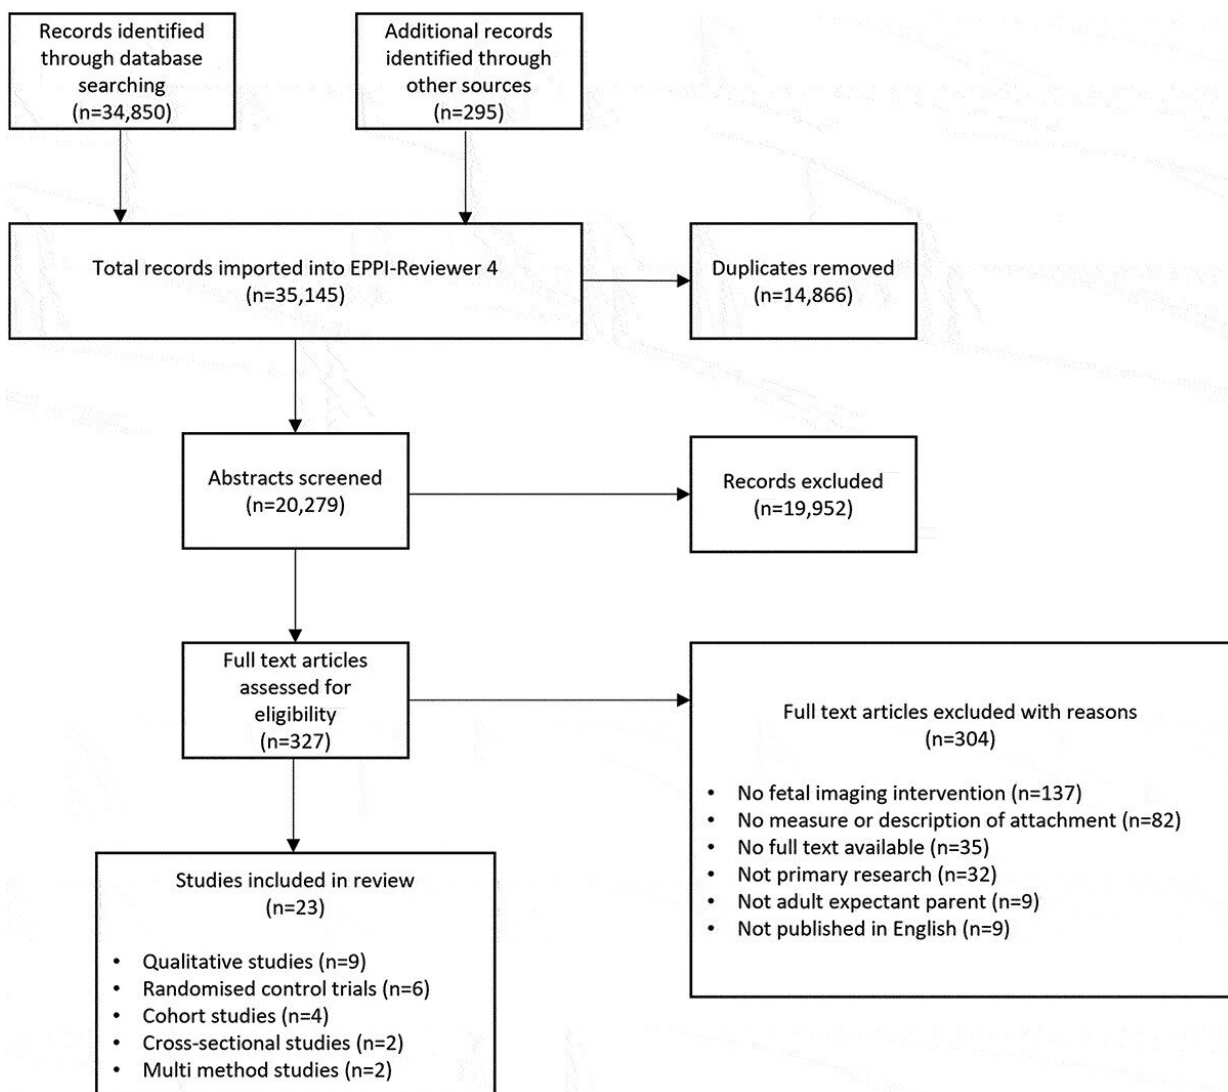 Records identified
through database
searching
(n=34,850)
Additional records
identified through
other sources
(n=295)
Total records imported into EPPI-Reviewer 4
(n=35,145)
Duplicates removed
(n=14,866)
Abstracts screened
(n=20,279)
Records excluded
(n=19,952)
Full text articles
assessed for
eligibility
(n=327)
Full text articles excluded with reasons
(n=304)
• No fetal imaging intervention (n=137)
• No measure or description of attachment (n=82)
• No full text available (n=35)
• Not primary research (n=32)
• Not adult expectant parent (n=9)
• Not published in English (n=9)
Studies included in review
(n=23)
• Qualitative studies (n=9)
• Randomised control trials (n=6)
• Cohort studies (n=4)
• Cross-sectional studies (n=2)
• Multi method studies (n=2)